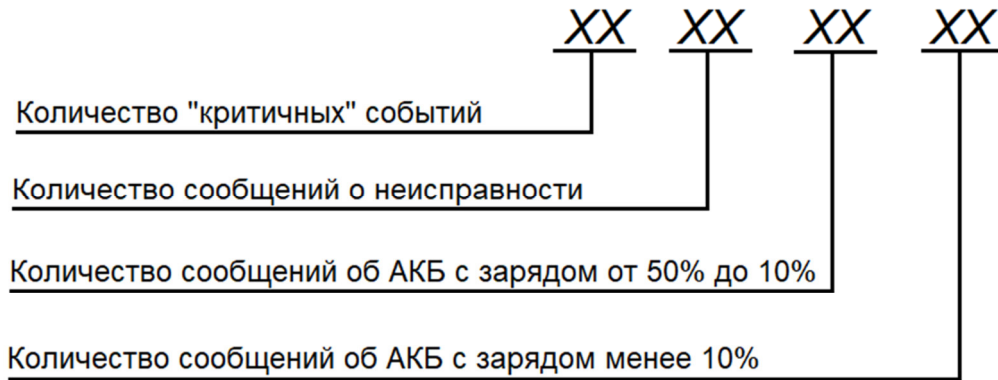 XX XX XX XX
Количество "критичных" событий
Количество сообщений о неисправности
Количество сообщений об АКБ с зарядом от 50% до 10%
Количество сообщений об АКБ с зарядом менее 10%